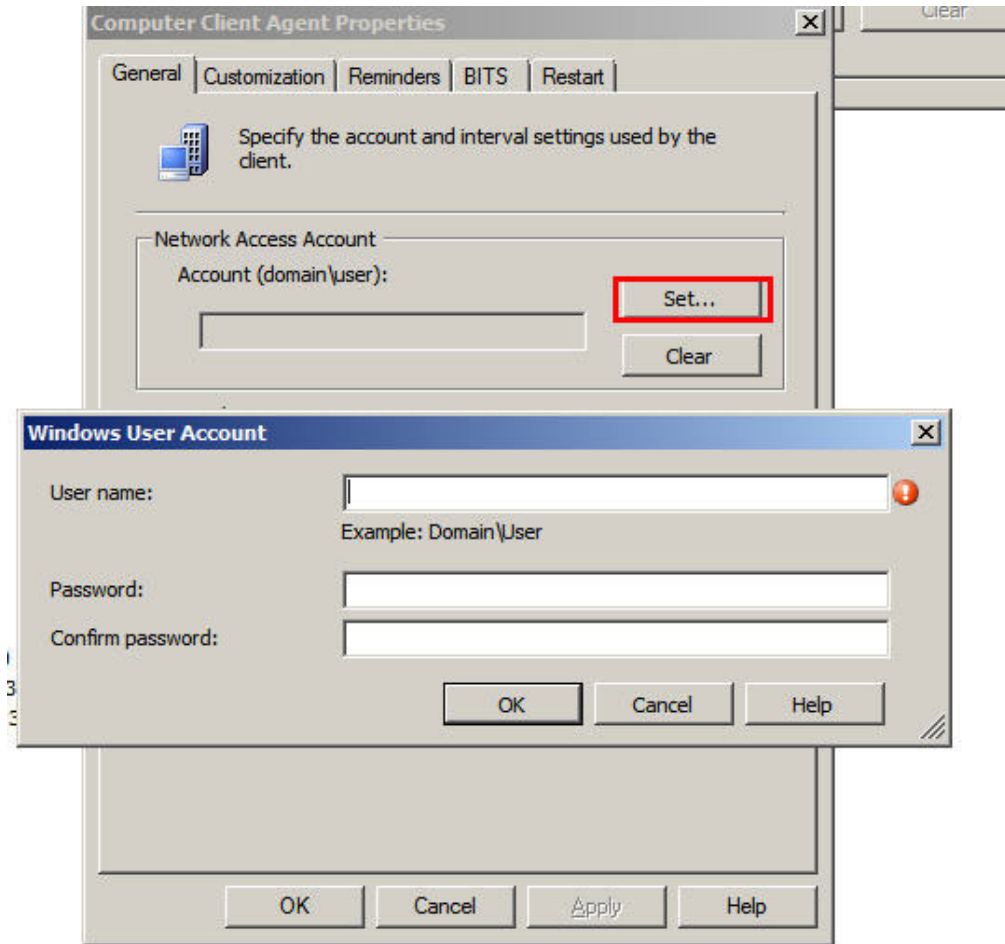 Clear
Computer Client Agent Properties
General Customization Reminders BITS Restart
Specify the account and interval settings used by the
client.
Network Access Account
Account (domain\user):
Set...
Clear
Windows User Account
User name:
Example: Domain\User
Password:
Confirm password:
3
OK Cancel Help
3
OK Cancel Apply Help